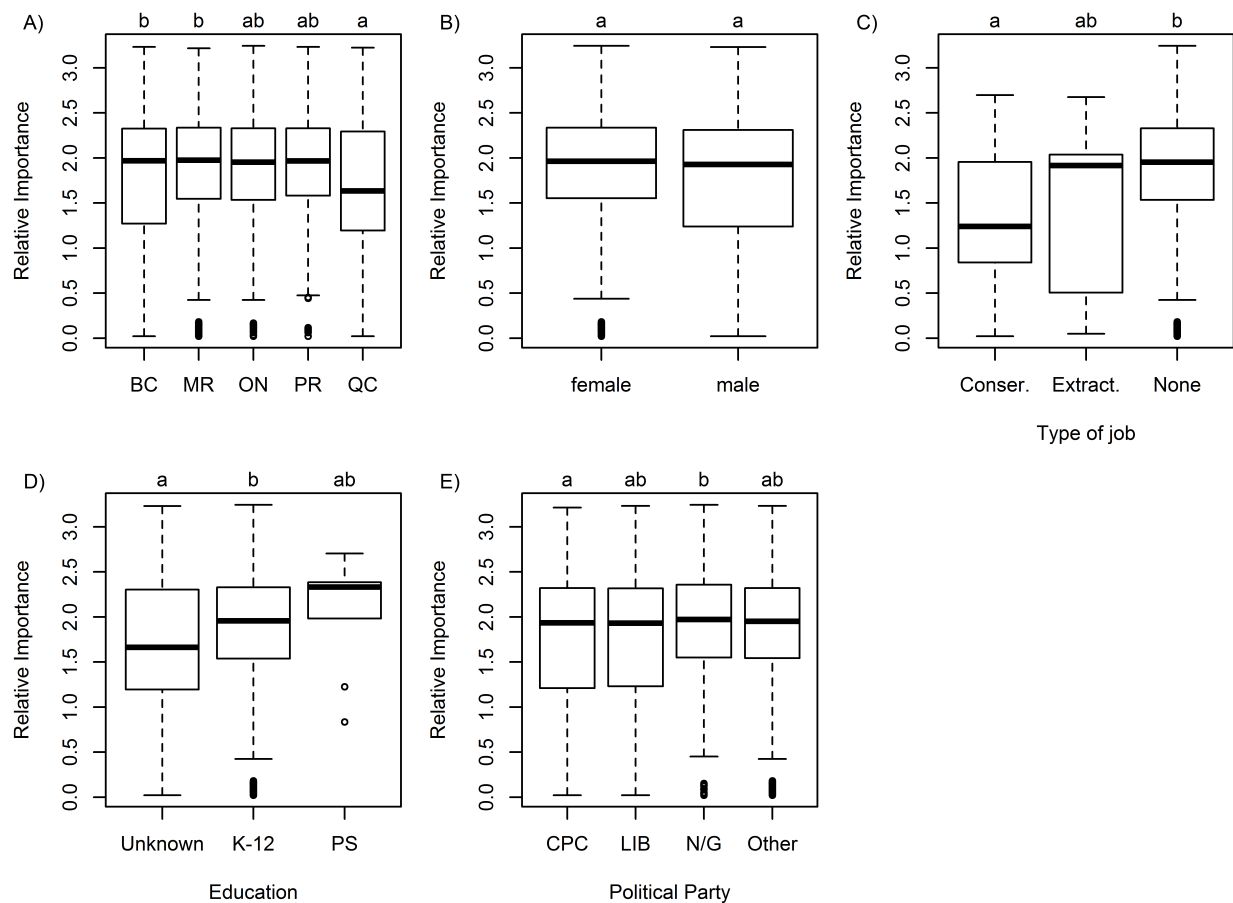 A)
b b ab ab a
Relative Importance
0.0 0.5 1.0 1.5 2.0 2.5 3.0
BC MR ON PR QC
B)
a a
Relative Importance
0.0 0.5 1.0 1.5 2.0 2.5 3.0
female male
C)
a ab b
Relative Importance
0.0 0.5 1.0 1.5 2.0 2.5 3.0
Conser. Extract. None
Type of job
D)
a b ab
Relative Importance
0.0 0.5 1.0 1.5 2.0 2.5 3.0
Unknown K-12 PS
Education
E)
a ab b ab
Relative Importance
0.0 0.5 1.0 1.5 2.0 2.5 3.0
CPC LIB N/G Other
Political Party